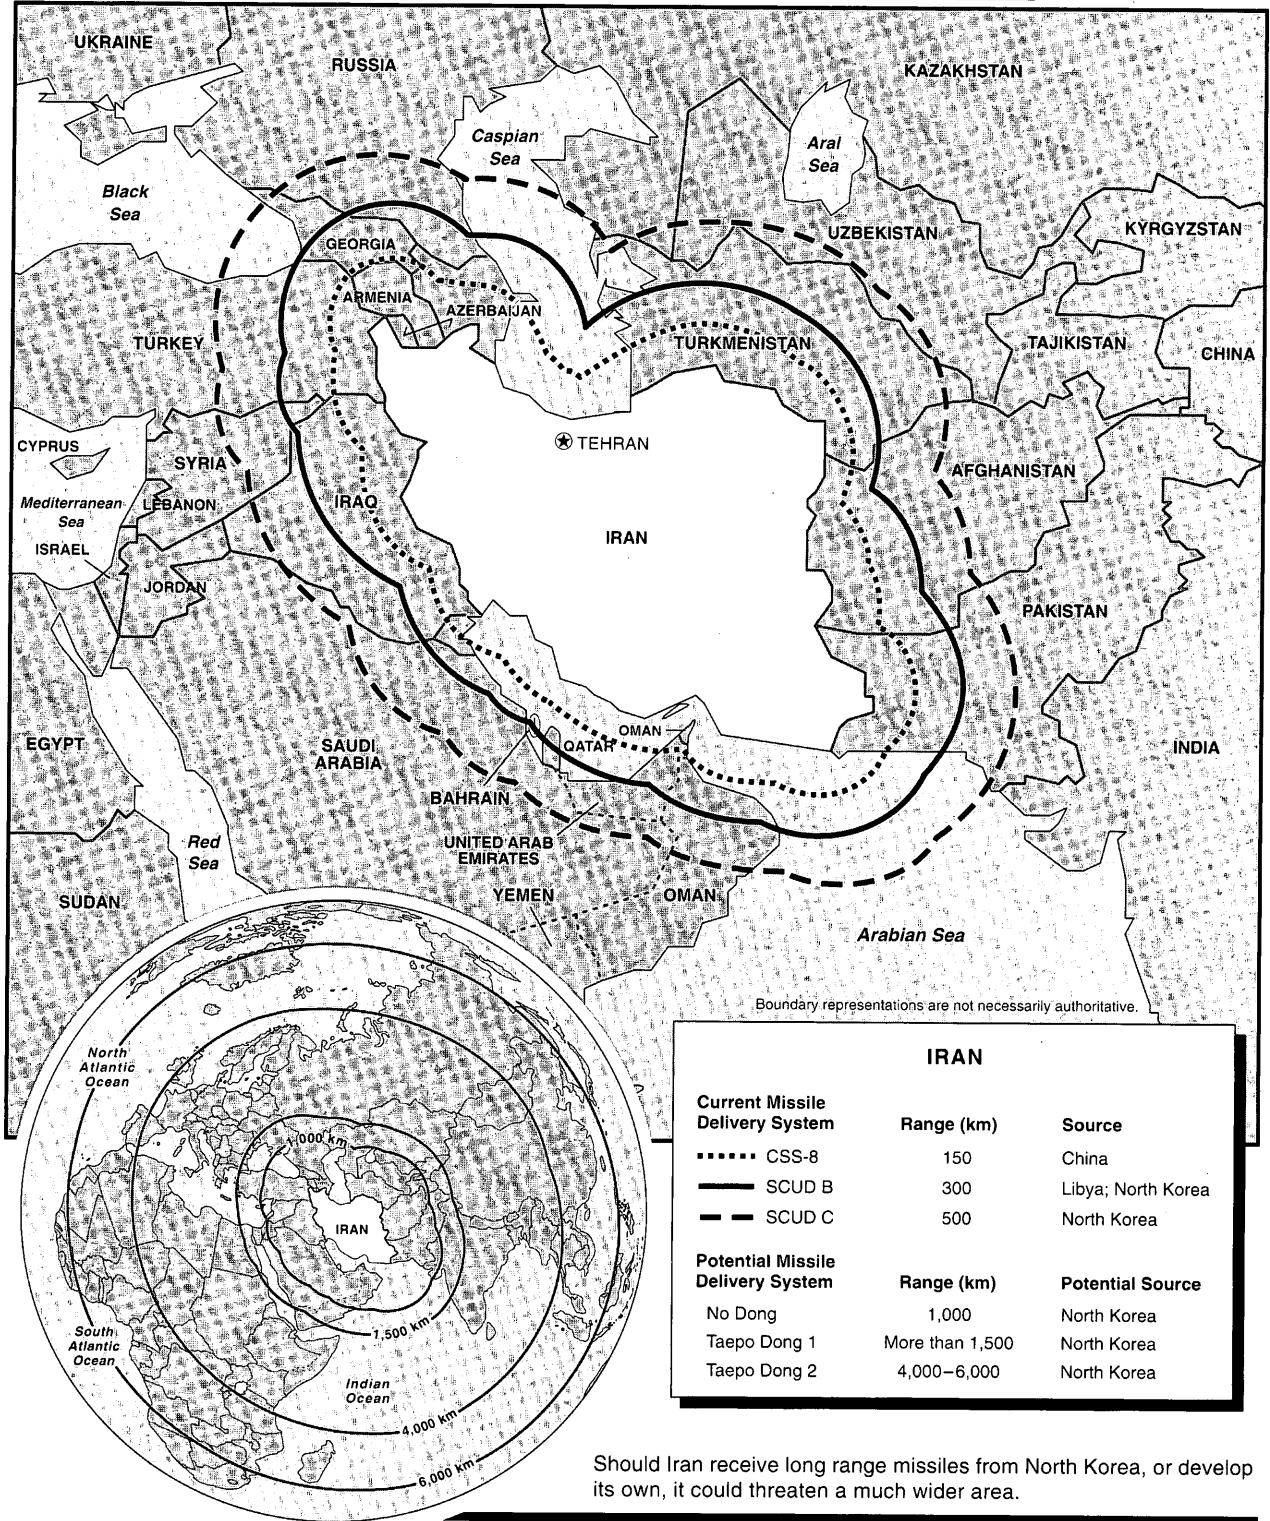 UKRAINE
RUSSIA
KAZAKHSTAN
Caspian
Sea
Aral
Sea
Black
Sea
UZBEKISTAN
KYRGYZSTAN
GEORGIA
ARMENIA
AZERBAIJAN
TURKEY
TURKMENISTAN
TAJIKISTAN
CHINA
CYPRUS
TEHRAN
SYRIA
AFGHANISTAN
Mediterranean
Sea
LEBANON
IRAQ
IRAN
ISRAEL
JORDAN
PAKISTAN
EGYPT
SAUDI
ARABIA
QATAR
OMAN
INDIA
BAHRAIN
UNITED ARAB
EMIRATES
Red
Sea
YEMEN
OMAN
SUDAN
Arabian Sea
Boundary representations are not necessarily authoritative.
North
Atlantic
Ocean
1,000 km
IRAN
1,500 km
South
Atlantic
Ocean
Indian
Ocean
4,000 km
6,000 km
IRAN
Current Missile
Delivery System Range (km) Source
CSS-8 150 China
SCUD B 300 Libya; North Korea
SCUD C 500 North Korea
Potential Missile
Delivery System Range (km) Potential Source
No Dong 1,000 North Korea
Taepo Dong 1 More than 1,500 North Korea
Taepo Dong 2 4,000–6,000 North Korea
Should Iran receive long range missiles from North Korea, or develop
its own, it could threaten a much wider area.